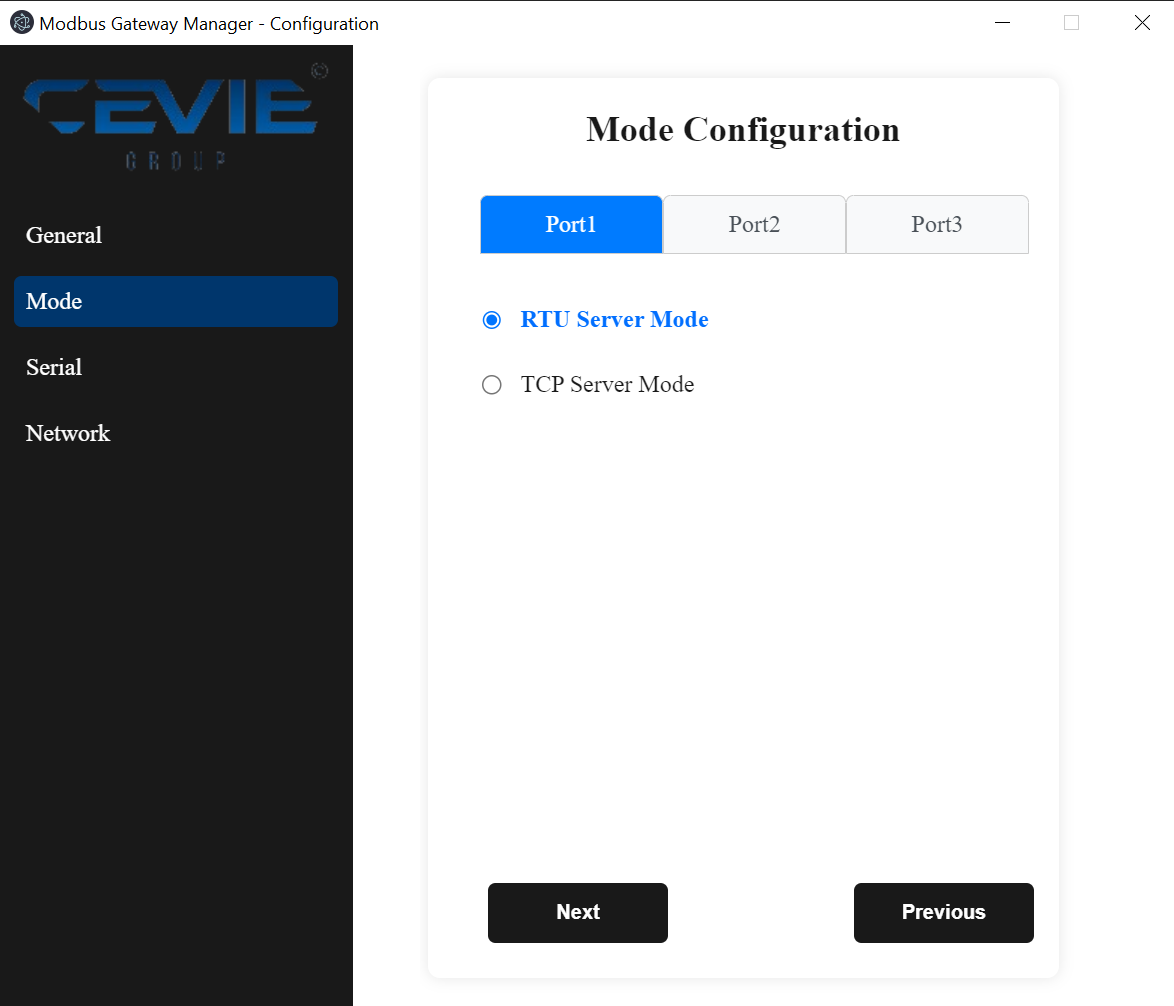 Modbus Gateway Manager - Configuration
©
CEVIE
GROUP
General
Mode
Serial
Network
Mode Configuration
Port1 Port2 Port3
RTU Server Mode
TCP Server Mode
Next Previous